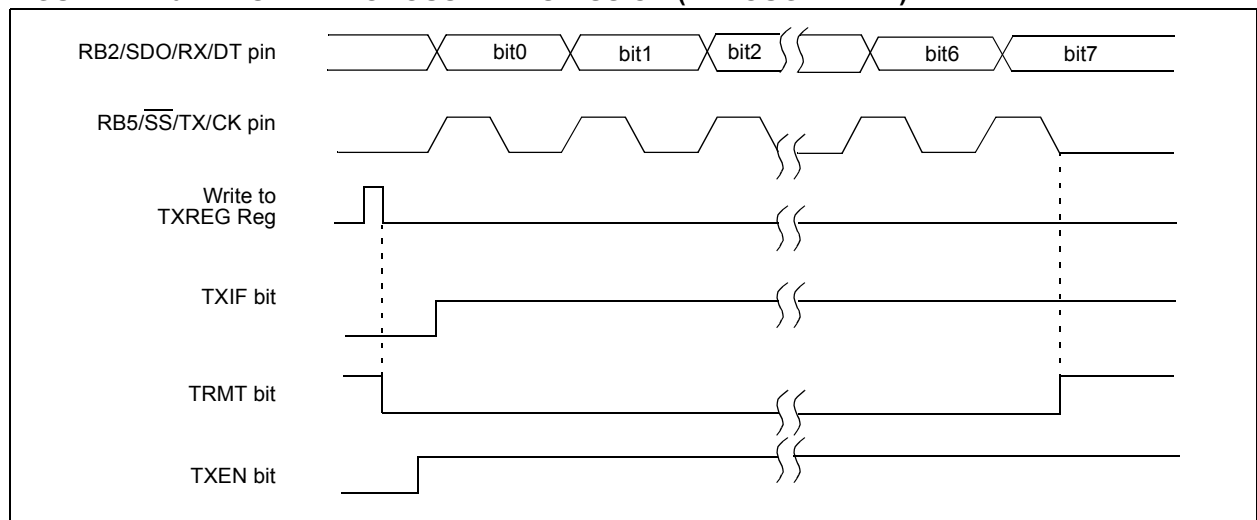 RB2/SDO/RX/DT pin
bit0 bit1 bit2 bit6 bit7
RB5/SS/TX/CK pin
Write to
TXREG Reg
TXIF bit
TRMT bit
TXEN bit